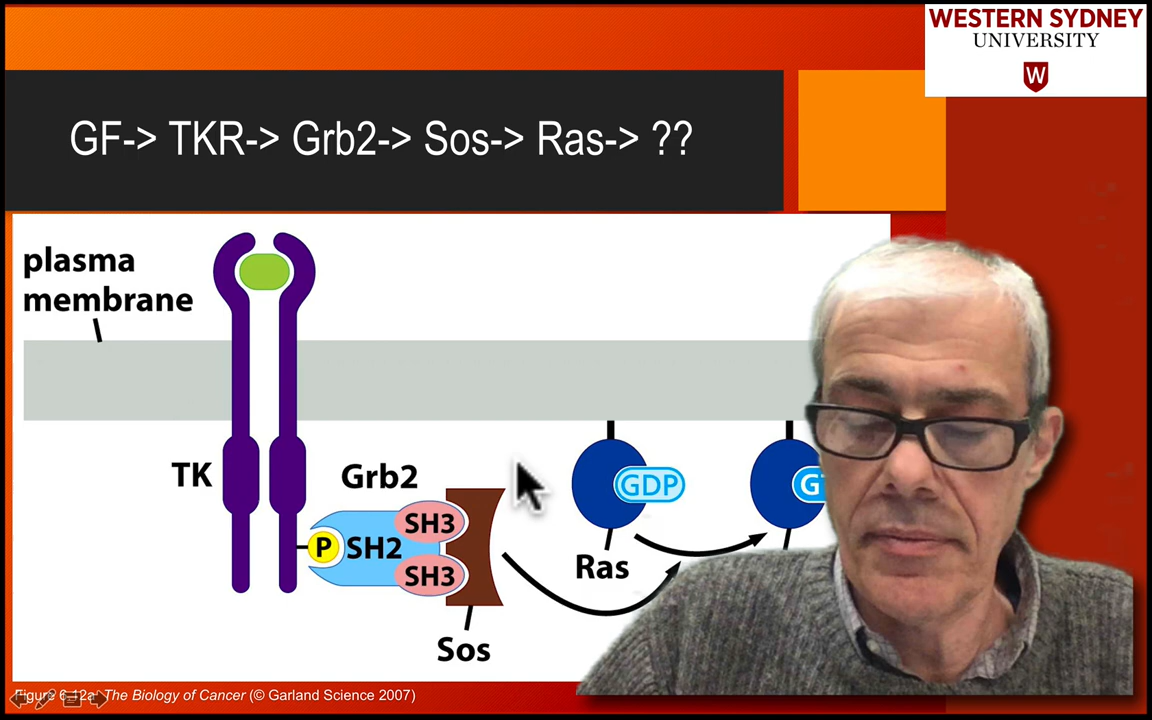 WESTERN SYDNEY
UNIVERSITY
W
GF-> TKR-> Grb2-> Sos-> Ras-> ??
plasma
membrane
TK
Grb2
GDP
SH3
P
SH2
SH3
Ras
Sos
The Biology of Cancer (© Garland Science 2007)